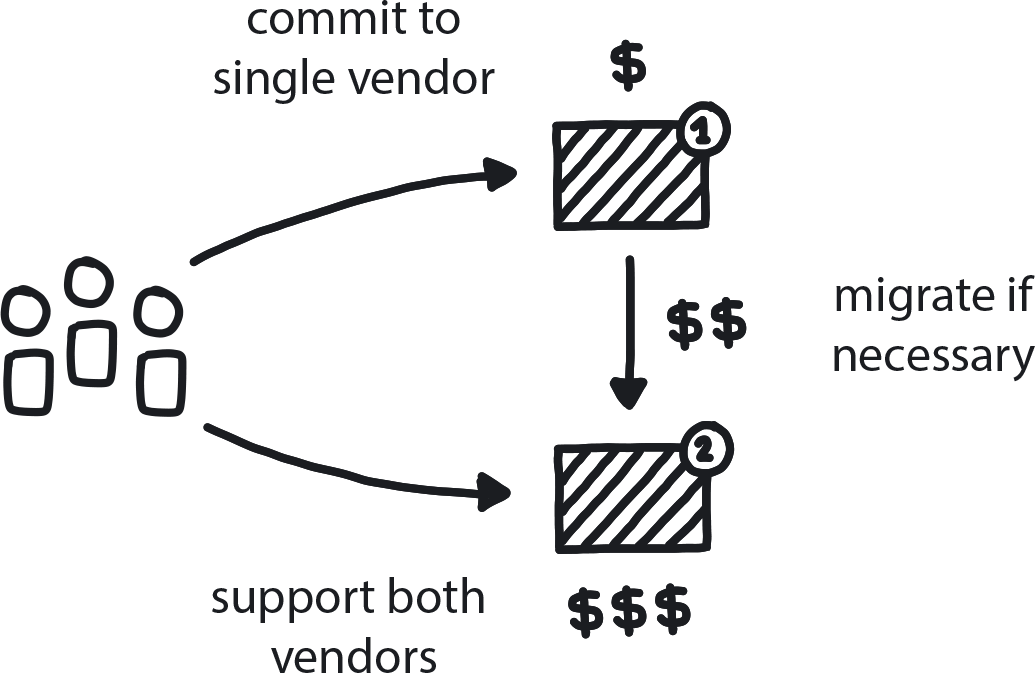 commit to
single vendor
$
1
$$
migrate if
necessary
2
support both
vendors
$$$